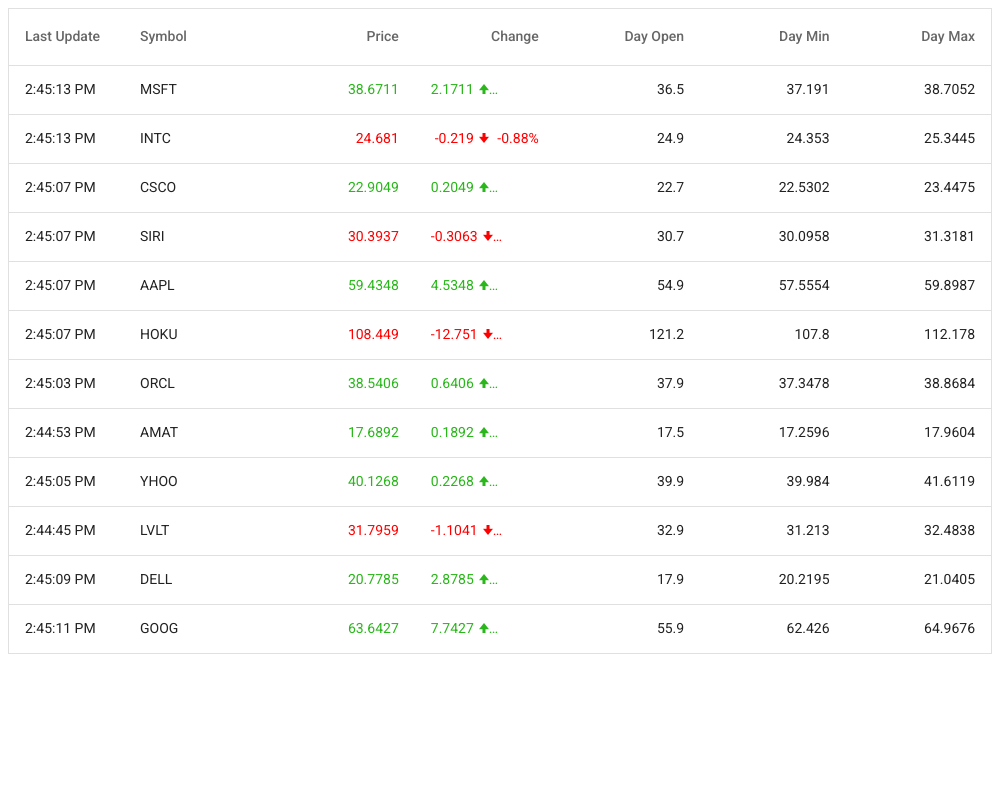 Last Update Symbol Price Change Day Open Day Min Day Max
2:45:13 PM MSFT 38.6711 2.1711 ... 36.5 37.191 38.7052
2:45:13 PM INTC 24.681 -0.219 -0.88% 24.9 24.353 25.3445
2:45:07 PM CSCO 22.9049 0.2049 ... 22.7 22.5302 23.4475
2:45:07 PM SIRI 30.3937 -0.3063 ... 30.7 30.0958 31.3181
2:45:07 PM AAPL 59.4348 4.5348 ... 54.9 57.5554 59.8987
2:45:07 PM HOKU 108.449 -12.751 ... 121.2 107.8 112.178
2:45:03 PM ORCL 38.5406 0.6406 ... 37.9 37.3478 38.8684
2:44:53 PM AMAT 17.6892 0.1892 ... 17.5 17.2596 17.9604
2:45:05 PM YHOO 40.1268 0.2268 ... 39.9 39.984 41.6119
2:44:45 PM LVLT 31.7959 -1.1041 ... 32.9 31.213 32.4838
2:45:09 PM DELL 20.7785 2.8785 ... 17.9 20.2195 21.0405
2:45:11 PM GOOG 63.6427 7.7427 ... 55.9 62.426 64.9676